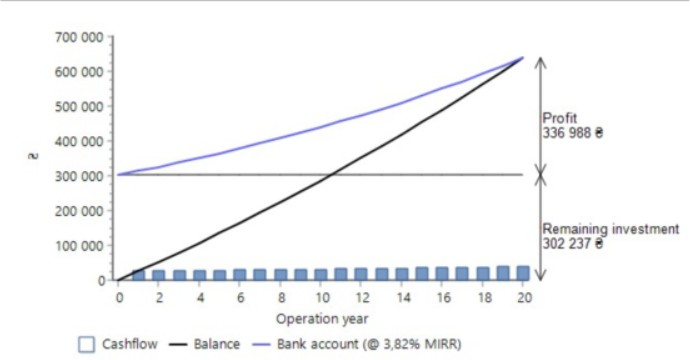 700 000
600 000
500 000
400 000
300 000
200 000
100 000
0
₴
Profit
336 988 ₴
Remaining investment
302 237 ₴
0 2 4 6 8 10 12 14 16 18 20
Operation year
Cashflow Balance Bank account (@ 3,82% MIRR)